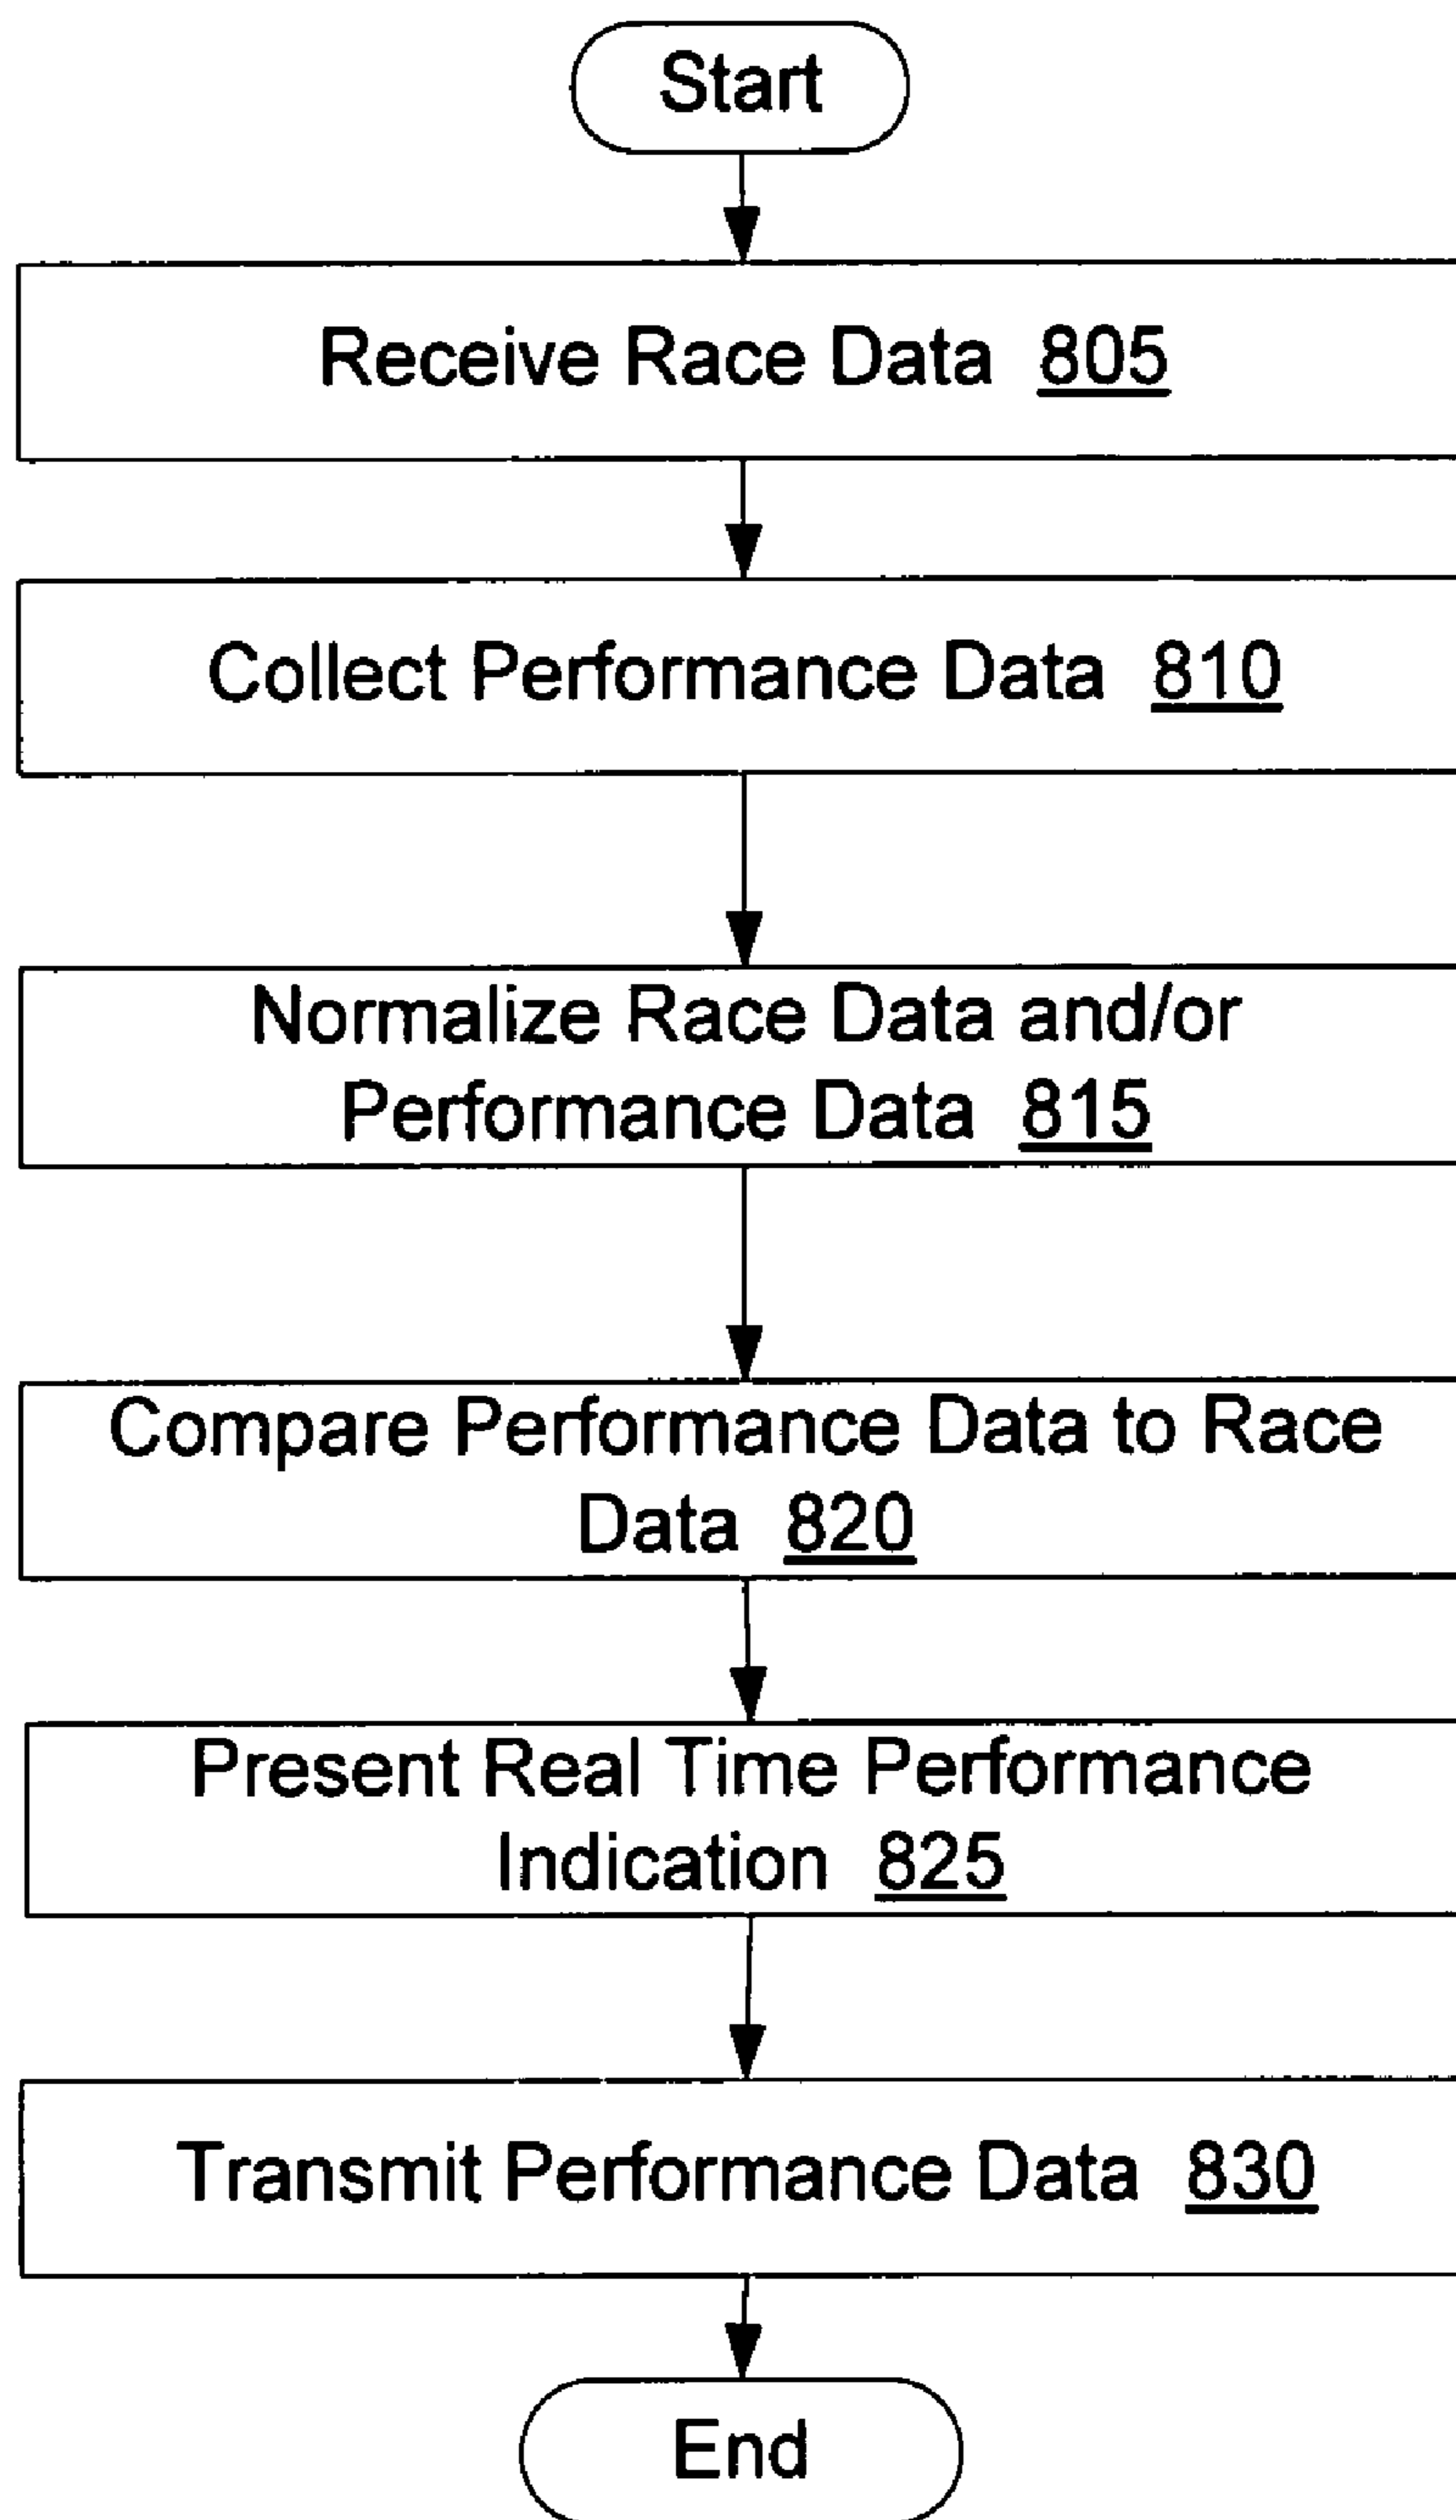 Start
Receive Race Data 805
Collect Performance Data 810
Normalize Race Data and/or
Performance Data 815
Compare Performance Data to Race
Data 820
Present Real Time Performance
Indication 825
Transmit Performance Data 830
End